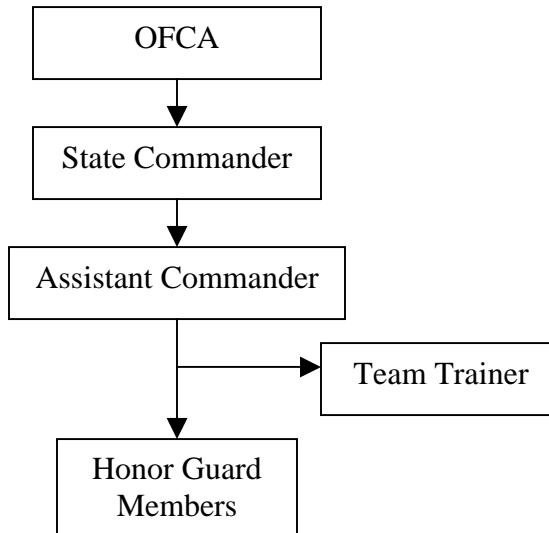 OFCA
State Commander
Assistant Commander
Team Trainer
Honor Guard
Members